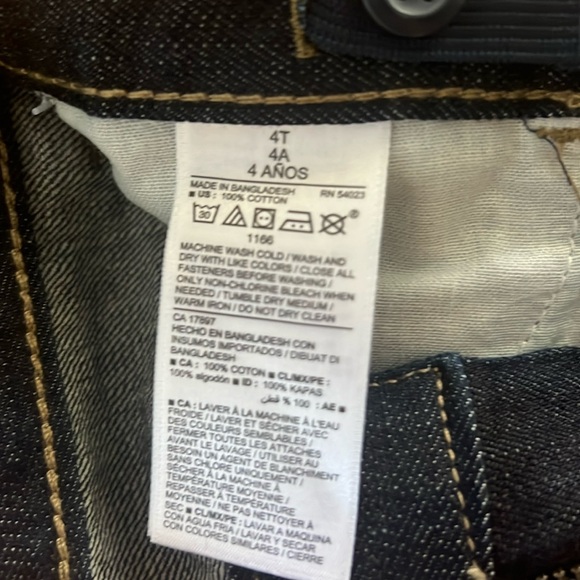 4T
4A
4 AÑOS
MADE IN BANGLADESH RN 54023
■ US : 100% COTTON
30
1166
MACHINE WASH COLD / WASH AND
DRY WITH LIKE COLORS / CLOSE ALL
FASTENERS BEFORE WASHING /
ONLY NON-CHLORINE BLEACH WHEN
NEEDED / TUMBLE DRY MEDIUM /
WARM IRON / DO NOT DRY CLEAN
CA 17897
HECHO EN BANGLADESH CON
INSUMOS IMPORTADOS / DIBUAT DI
BANGLADESH
■ CA : 100% COTON ■ CL/MX/PE :
100% algodón ■ ID : 100% KAPAS
■ AE : 100 % قطن
■ CA : LAVER À LA MACHINE À L'EAU
FROIDE / LAVER ET SÉCHER AVEC
DES COULEURS SEMBLABLES /
FERMER TOUTES LES ATTACHES
AVANT LE LAVAGE / UTILISER AU
BESOIN UN AGENT DE BLANCHIMENT
SANS CHLORE UNIQUEMENT /
SÉCHER À LA MACHINE À
TEMPÉRATURE MOYENNE /
REPASSER À TEMPÉRATURE
MOYENNE / NE PAS NETTOYER À
SEC ■ CL/MX/PE : LAVAR A MAQUINA
CON AGUA FRIA / LAVAR Y SECAR
CON COLORES SIMILARES / CIERRE